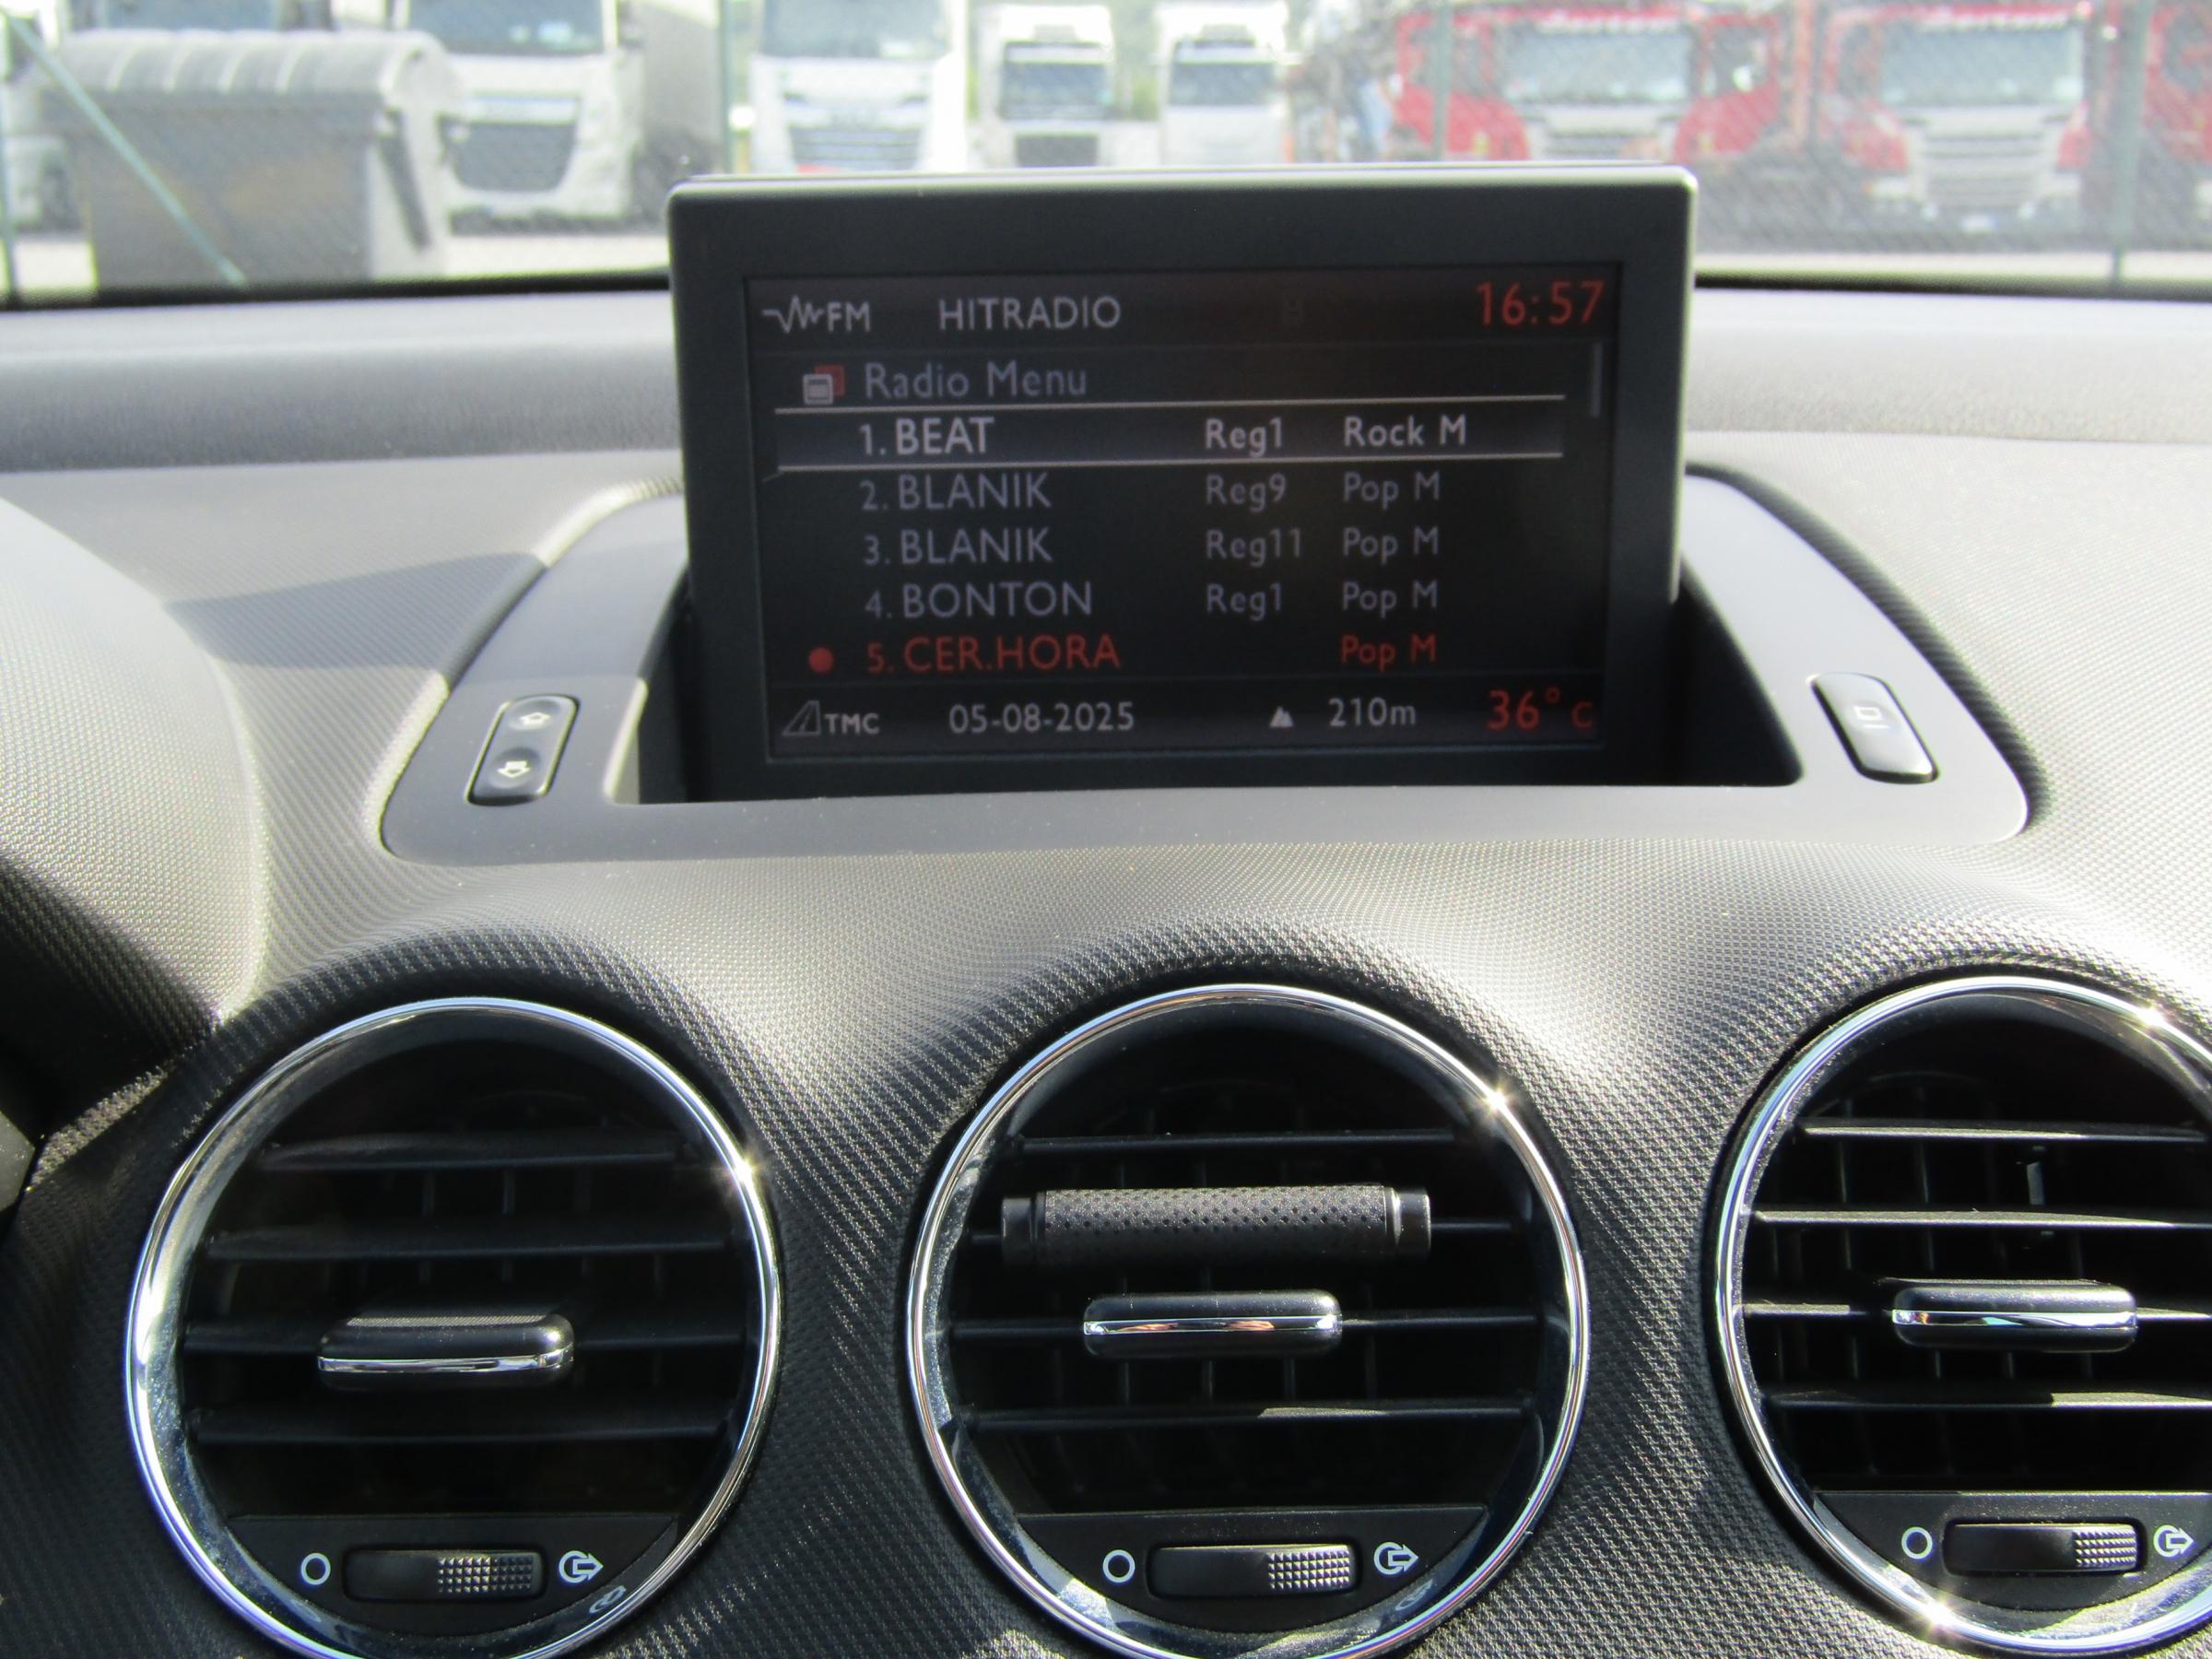 FM HITRADIO 16:57
Radio Menu
1. BEAT Reg1 Rock M
2. BLANIK Reg9 Pop M
3. BLANIK Reg11 Pop M
4. BONTON Reg1 Pop M
5. CER.HORA Pop M
TMC 05-08-2025 210m 36°C